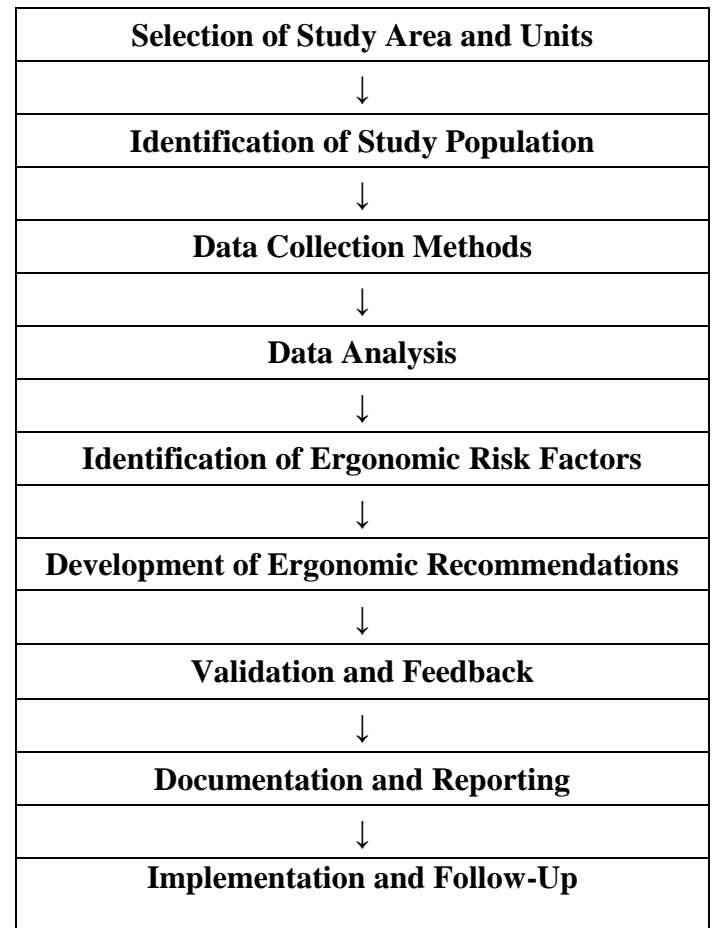 Selection of Study Area and Units
↓
Identification of Study Population
↓
Data Collection Methods
↓
Data Analysis
↓
Identification of Ergonomic Risk Factors
↓
Development of Ergonomic Recommendations
↓
Validation and Feedback
↓
Documentation and Reporting
↓
Implementation and Follow-Up